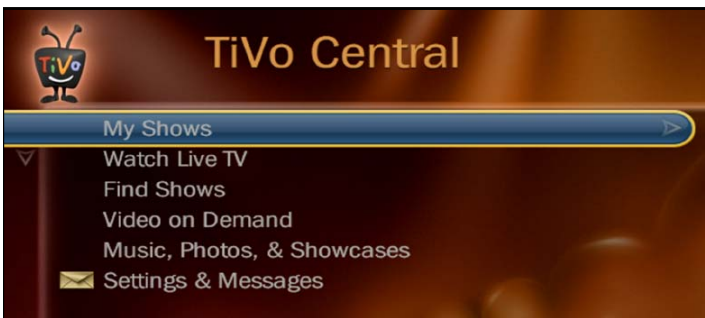 TiVo Central
TiVo
My Shows
Watch Live TV
Find Shows
Video on Demand
Music, Photos, & Showcases
Settings & Messages